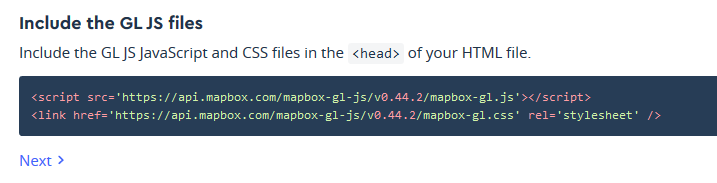 Include the GL JS files
Include the GL JS JavaScript and CSS files in the <head> of your HTML file.
<script src='https://api.mapbox.com/mapbox-gl-js/v0.44.2/mapbox-gl.js'></script>
<link href='https://api.mapbox.com/mapbox-gl-js/v0.44.2/mapbox-gl.css' rel='stylesheet' />
Next >